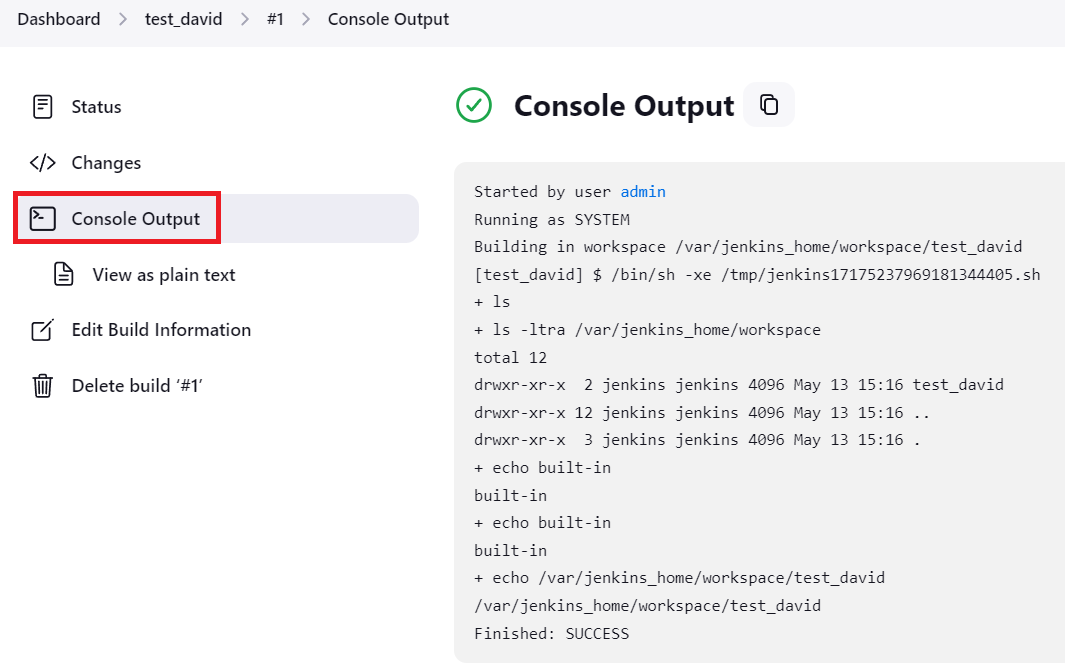 Dashboard > test_david > #1 > Console Output
Status
Changes
Console Output
View as plain text
Edit Build Information
Delete build ‘#1’
Console Output
Started by user admin
Running as SYSTEM
Building in workspace /var/jenkins_home/workspace/test_david
[test_david] $ /bin/sh -xe /tmp/jenkins17175237969181344405.sh
+ ls
+ ls -ltra /var/jenkins_home/workspace
total 12
drwxr-xr-x  2 jenkins jenkins 4096 May 13 15:16 test_david
drwxr-xr-x 12 jenkins jenkins 4096 May 13 15:16 ..
drwxr-xr-x  3 jenkins jenkins 4096 May 13 15:16 .
+ echo built-in
built-in
+ echo built-in
built-in
+ echo /var/jenkins_home/workspace/test_david
/var/jenkins_home/workspace/test_david
Finished: SUCCESS